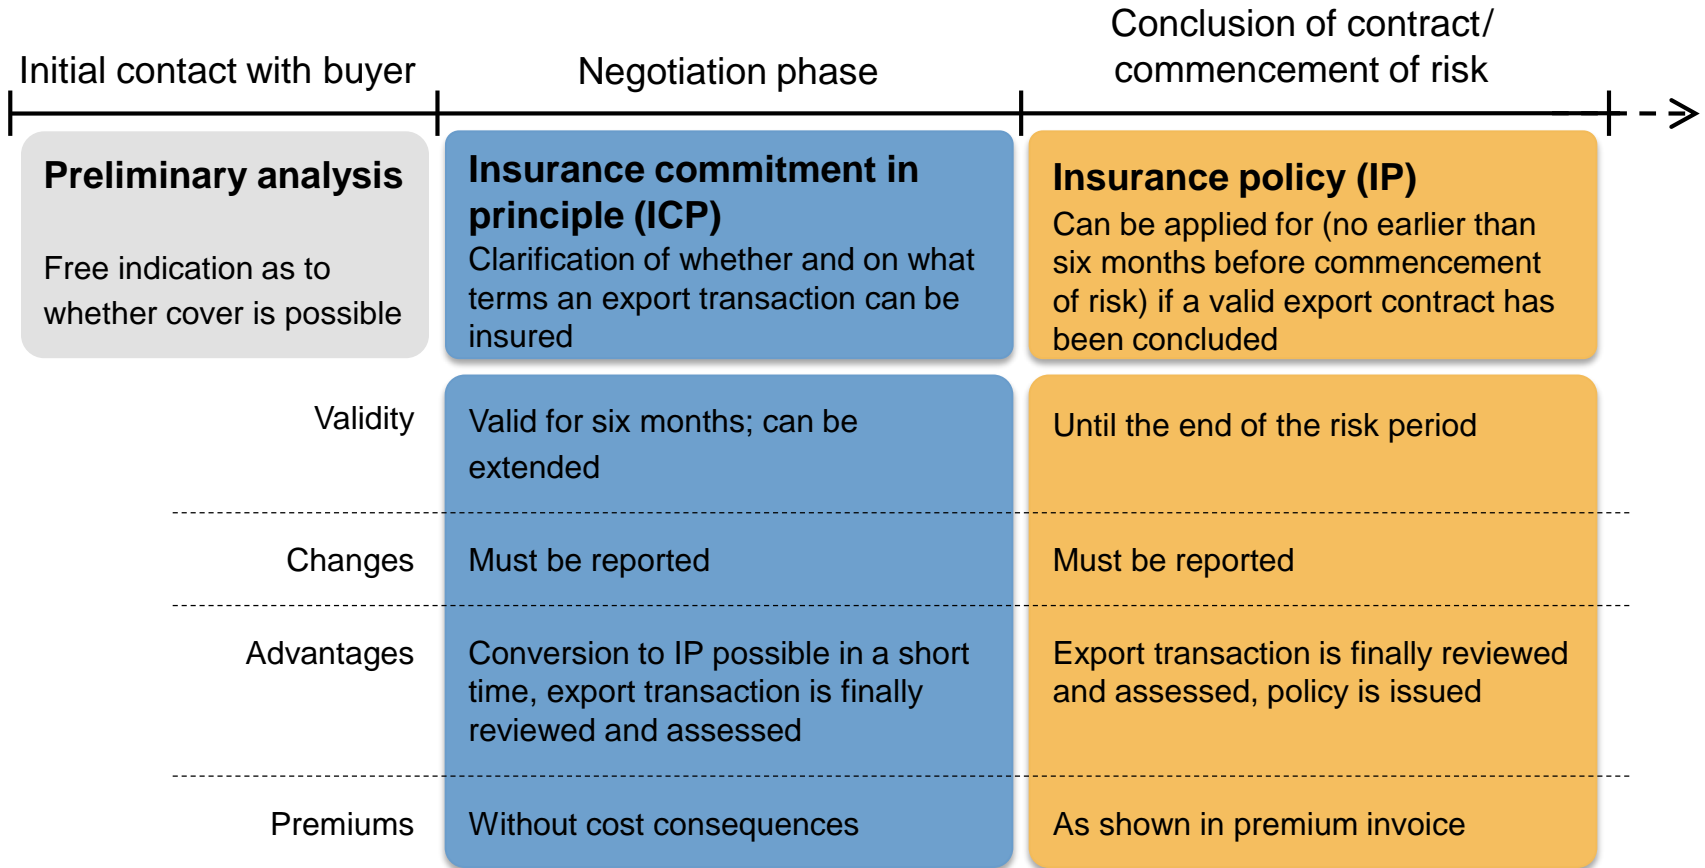 Initial contact with buyer
Negotiation phase
Conclusion of contract/
commencement of risk
Preliminary analysis
Free indication as to
whether cover is possible
Insurance commitment in
principle (ICP)
Clarification of whether and on what
terms an export transaction can be
insured
Insurance policy (IP)
Can be applied for (no earlier than
six months before commencement
of risk) if a valid export contract has
been concluded
Validity
Valid for six months; can be
extended
Until the end of the risk period
Changes
Must be reported
Must be reported
Advantages
Conversion to IP possible in a short
time, export transaction is finally
reviewed and assessed
Export transaction is finally reviewed
and assessed, policy is issued
Premiums
Without cost consequences
As shown in premium invoice